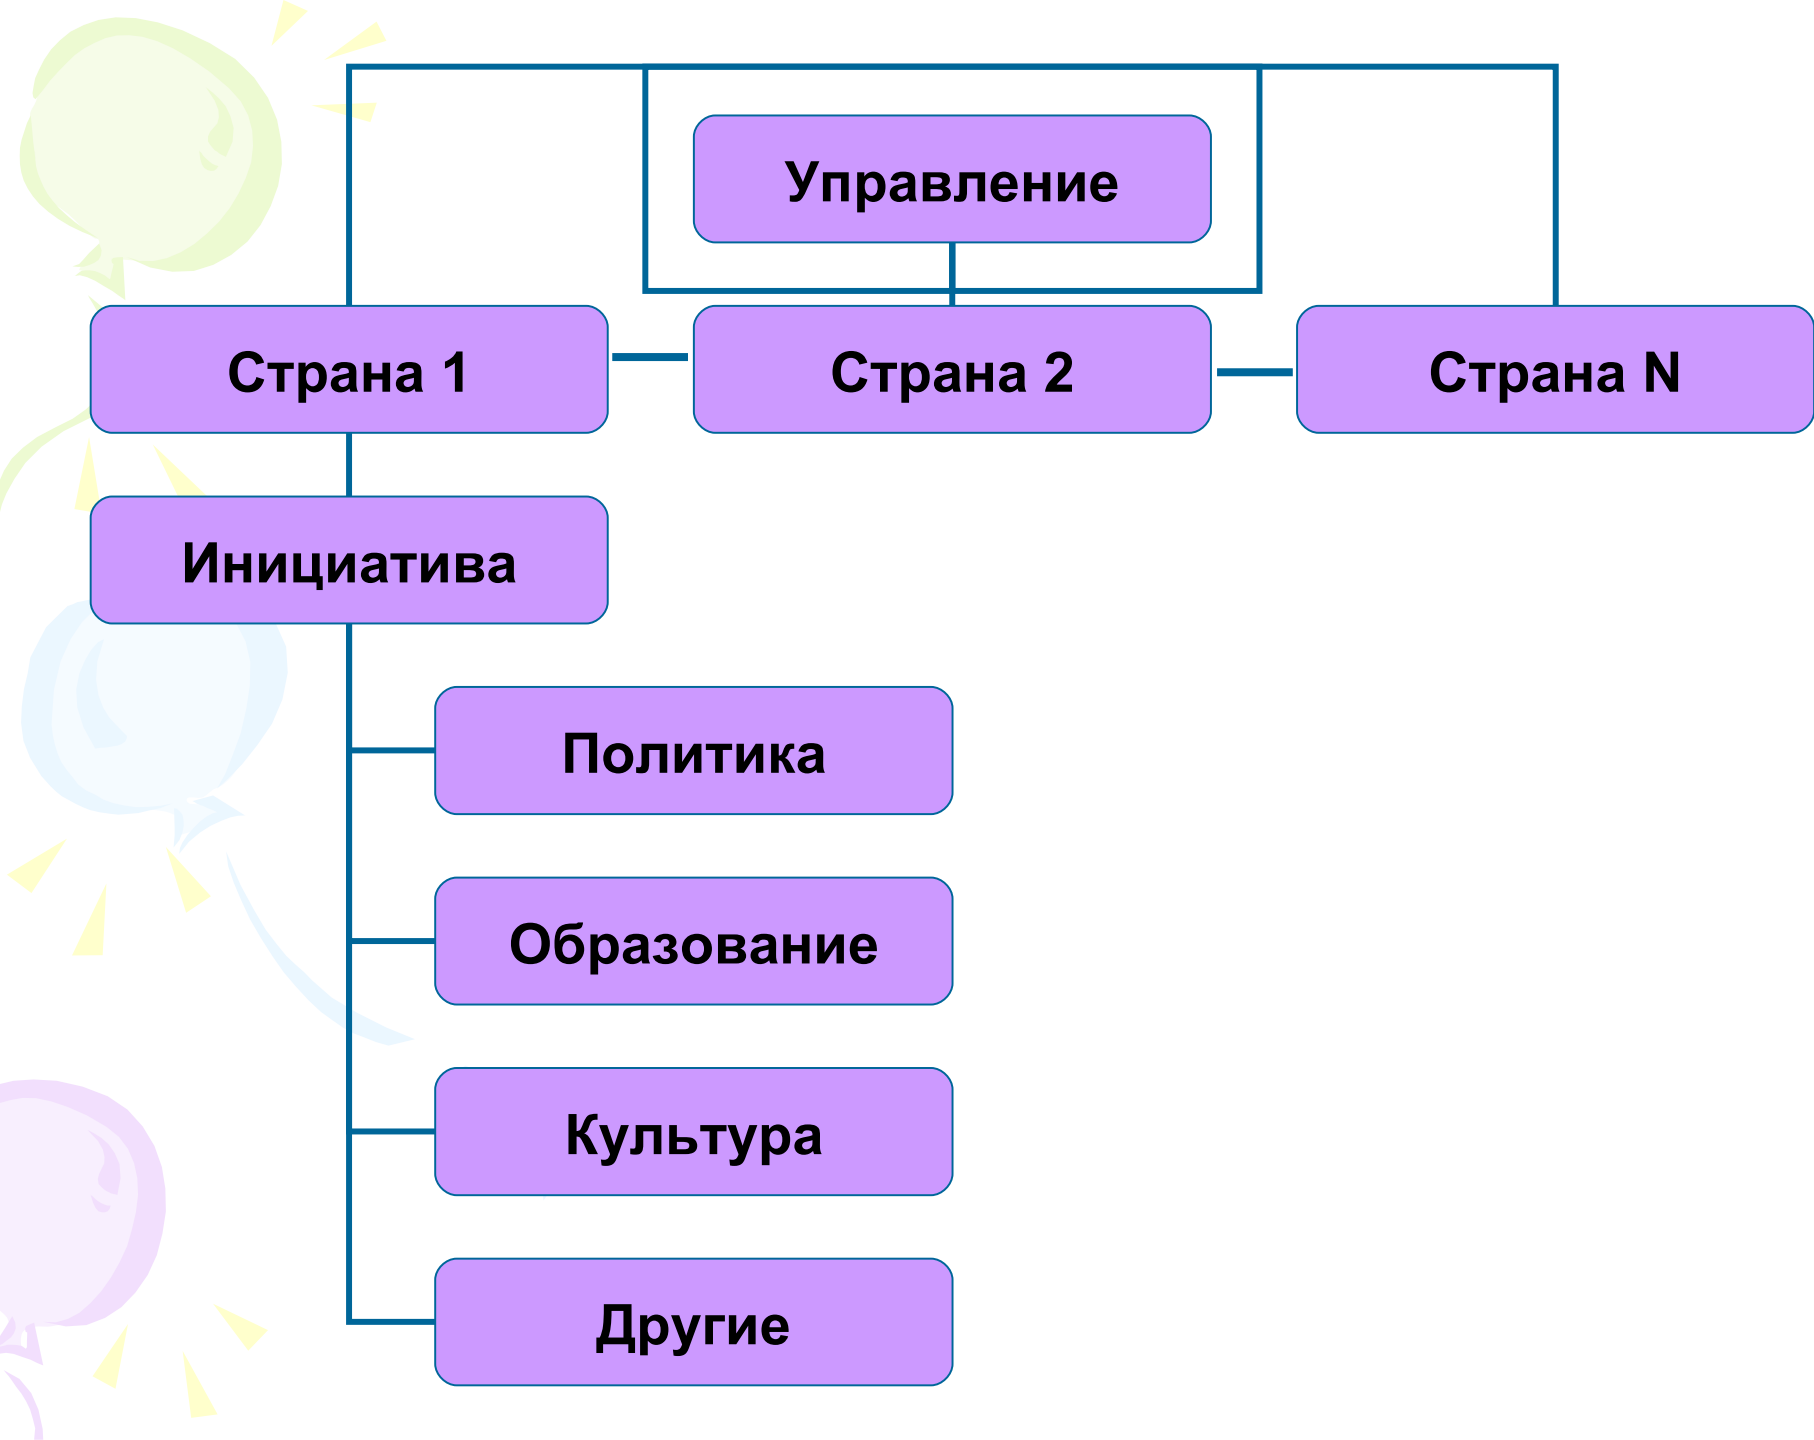 Управление
Страна 1
Страна 2
Страна N
Инициатива
Политика
Образование
Культура
Другие